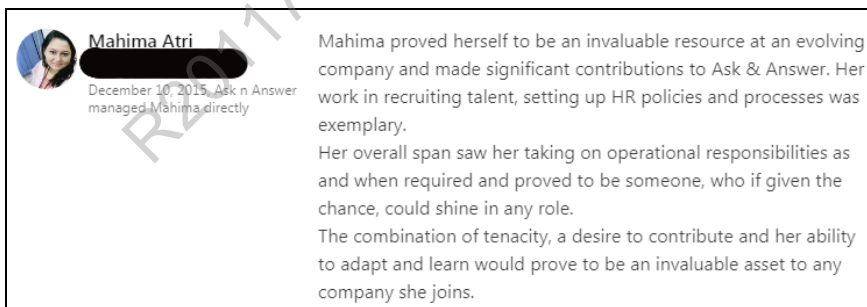 Mahima Atri
December 10, 2015, Ask n Answer
managed Mahima directly
Mahima proved herself to be an invaluable resource at an evolving
company and made significant contributions to Ask & Answer. Her
work in recruiting talent, setting up HR policies and processes was
exemplary.
Her overall span saw her taking on operational responsibilities as
and when required and proved to be someone, who if given the
chance, could shine in any role.
The combination of tenacity, a desire to contribute and her ability
to adapt and learn would prove to be an invaluable asset to any
company she joins.
R20117